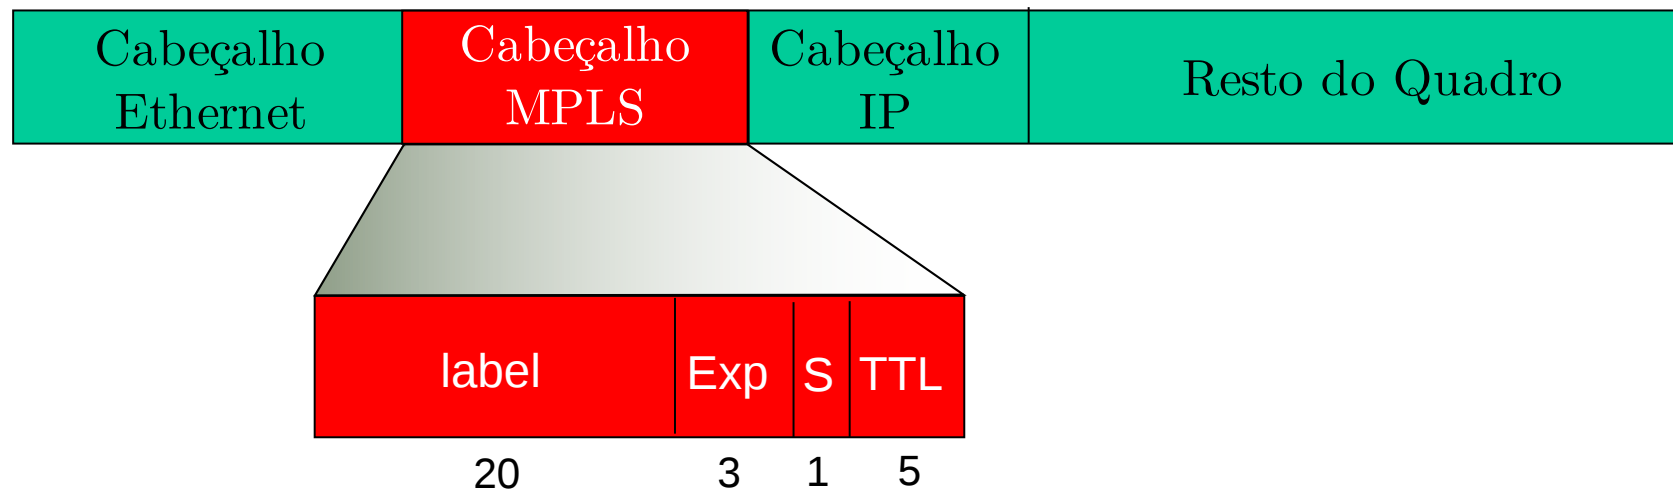 Cabeçalho
Ethernet
Cabeçalho
MPLS
Cabeçalho
IP
Resto do Quadro
label
Exp
S
TTL
20
3
1
5